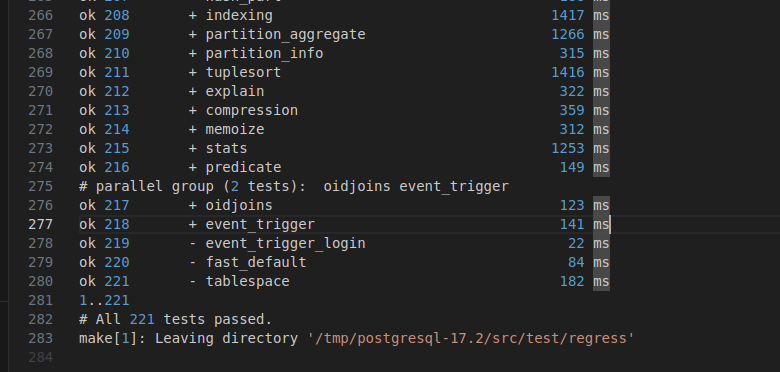 266 ok 208 + indexing 1417 ms
267 ok 209 + partition_aggregate 1266 ms
268 ok 210 + partition_info 315 ms
269 ok 211 + tuplesort 1416 ms
270 ok 212 + explain 322 ms
271 ok 213 + compression 359 ms
272 ok 214 + memoize 312 ms
273 ok 215 + stats 1253 ms
274 ok 216 + predicate 149 ms
275 # parallel group (2 tests):  oidjoins event_trigger
276 ok 217 + oidjoins 123 ms
277 ok 218 + event_trigger 141 ms
278 ok 219 - event_trigger_login 22 ms
279 ok 220 - fast_default 84 ms
280 ok 221 - tablespace 182 ms
281 1..221
282 # All 221 tests passed.
283 make[1]: Leaving directory '/tmp/postgresql-17.2/src/test/regress'
284